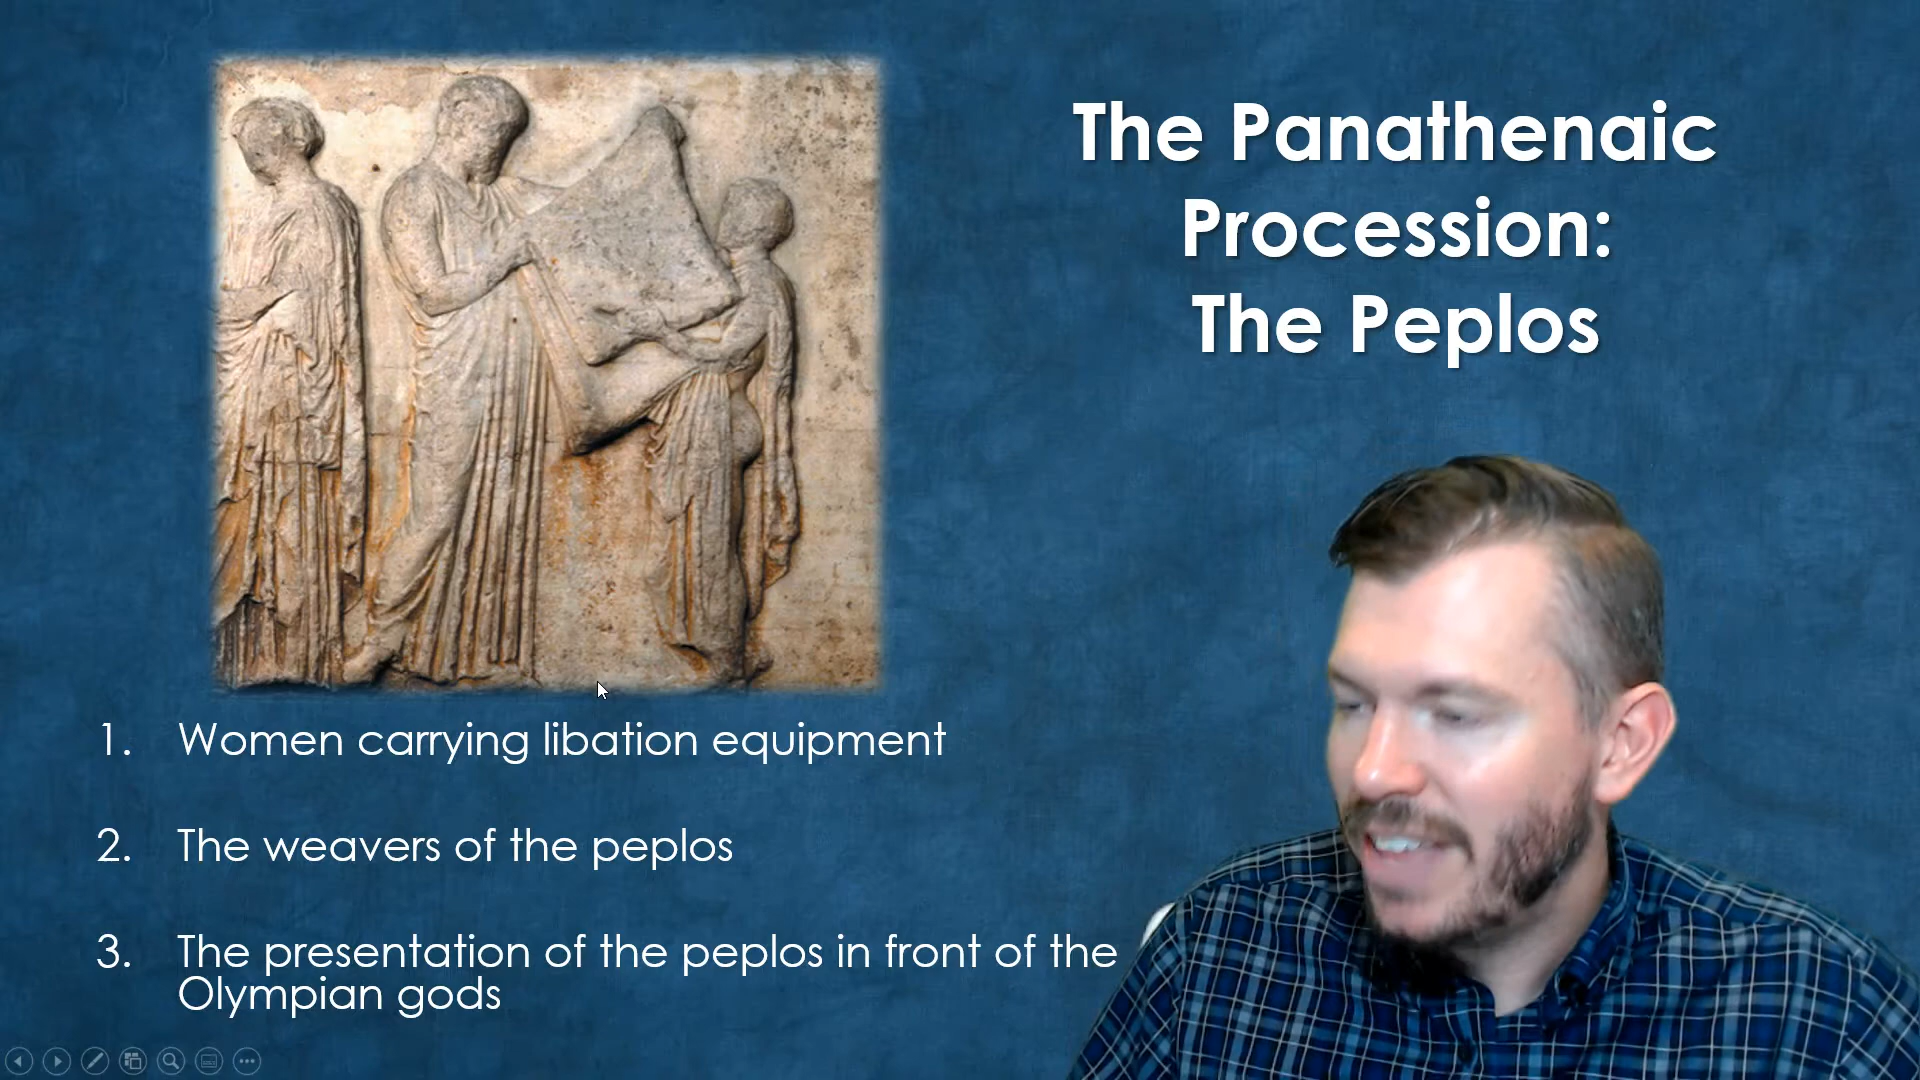 The Panathenaic
Procession:
The Peplos
1. Women carrying libation equipment
2. The weavers of the peplos
3. The presentation of the peplos in front of the
Olympian gods